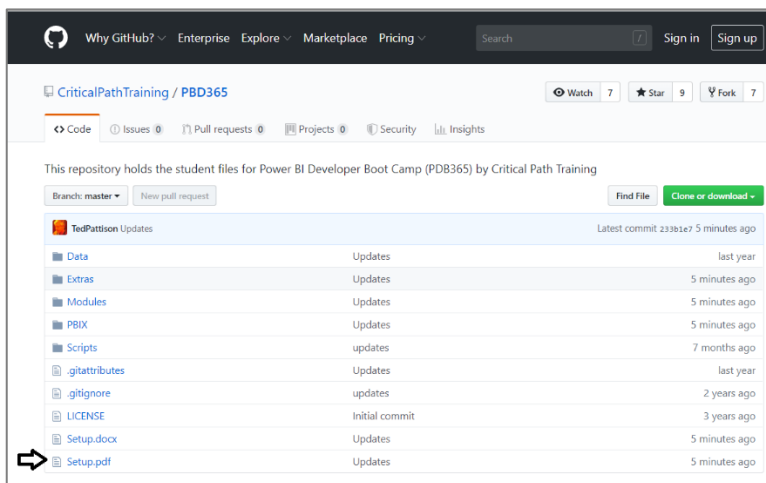 Why GitHub? Enterprise Explore Marketplace Pricing Search / Sign in Sign up
CriticalPathTraining / PBD365 Watch 7 Star 9 Fork 7
Code Issues 0 Pull requests 0 Projects 0 Security Insights
This repository holds the student files for Power BI Developer Boot Camp (PDB365) by Critical Path Training
Branch: master New pull request Find File Clone or download
TedPattison Updates Latest commit 233b1e7 5 minutes ago
Data Updates last year
Extras Updates 5 minutes ago
Modules Updates 5 minutes ago
PBIX Updates 5 minutes ago
Scripts updates 7 months ago
.gitattributes Updates last year
.gitignore updates 2 years ago
LICENSE Initial commit 3 years ago
Setup.docx Updates 5 minutes ago
Setup.pdf Updates 5 minutes ago